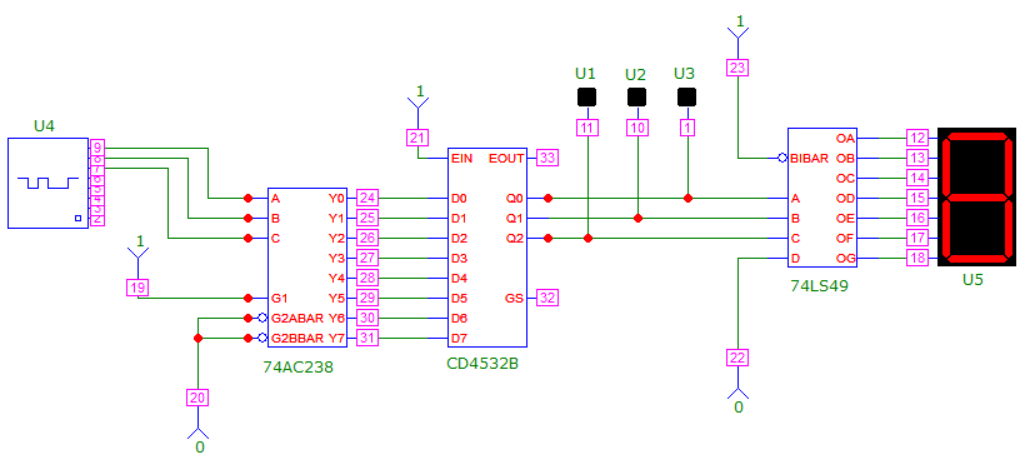 1
23
U1 U2 U3
1
U4
11 10 1
21
9
8
7
6
5
4
3
2
EIN EOUT 33
BIBAR
OA 12
OB 13
OC 14
A OD 15
B OE 16
C OF 17
D OG 18
U5
74LS49
A Y0 24 D0 Q0
B Y1 25 D1 Q1
C Y2 26 D2 Q2
Y3 27 D3
Y4 28 D4
G1 Y5 29 D5 GS 32
G2ABAR Y6 30 D6
G2BBAR Y7 31 D7
1
19
74AC238
CD4532B
20
0
22
0